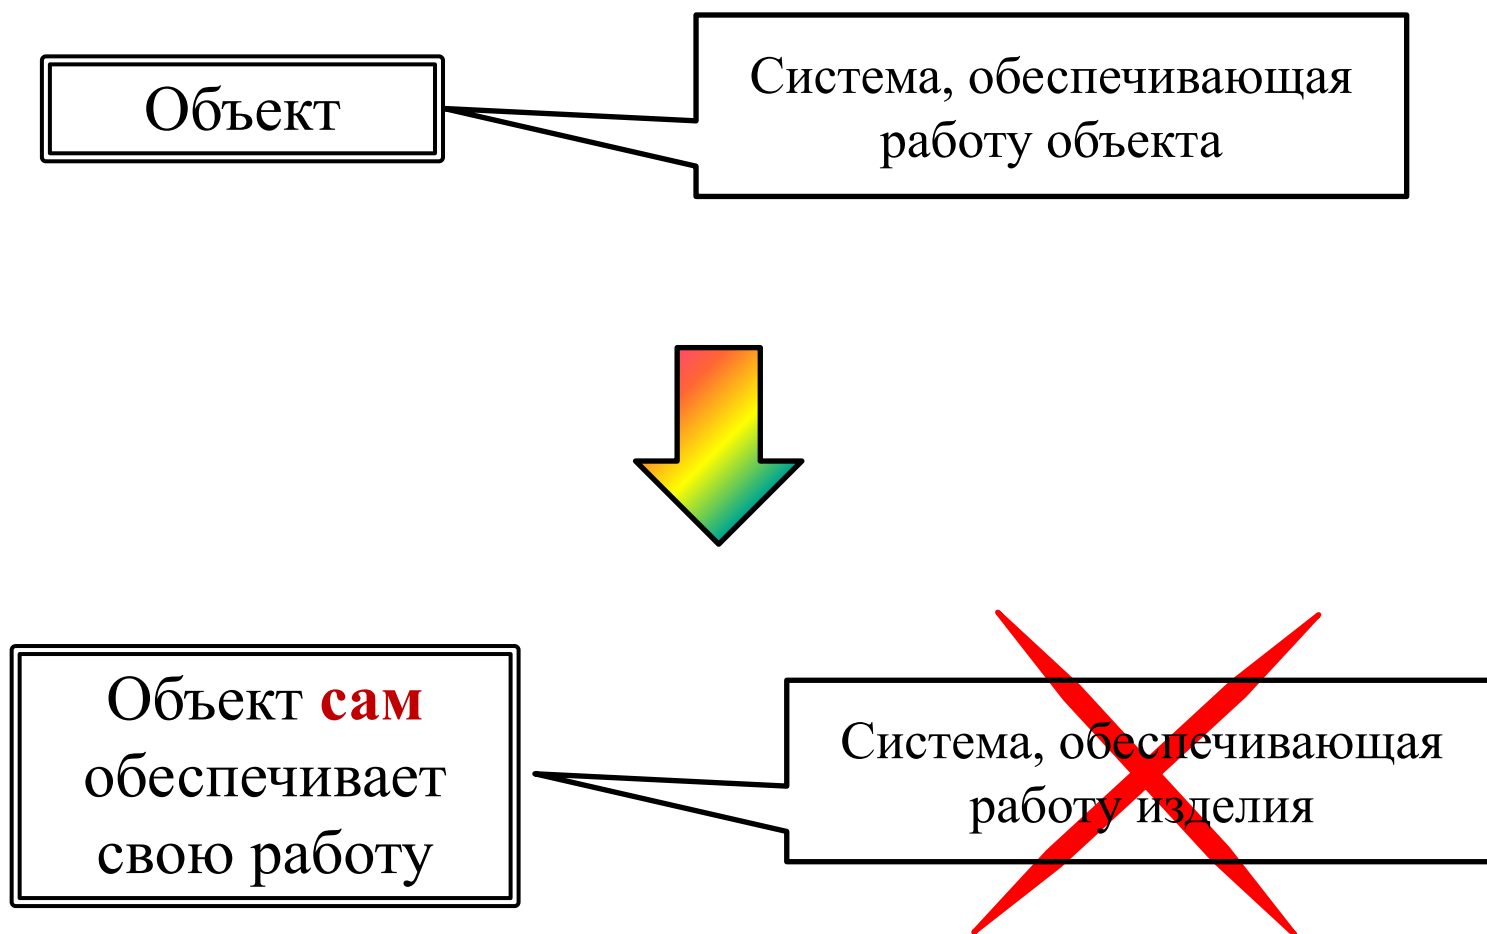 Объект
Система, обеспечивающая
работу объекта
Объект сам
обеспечивает
свою работу
Система, обеспечивающая
работу изделия